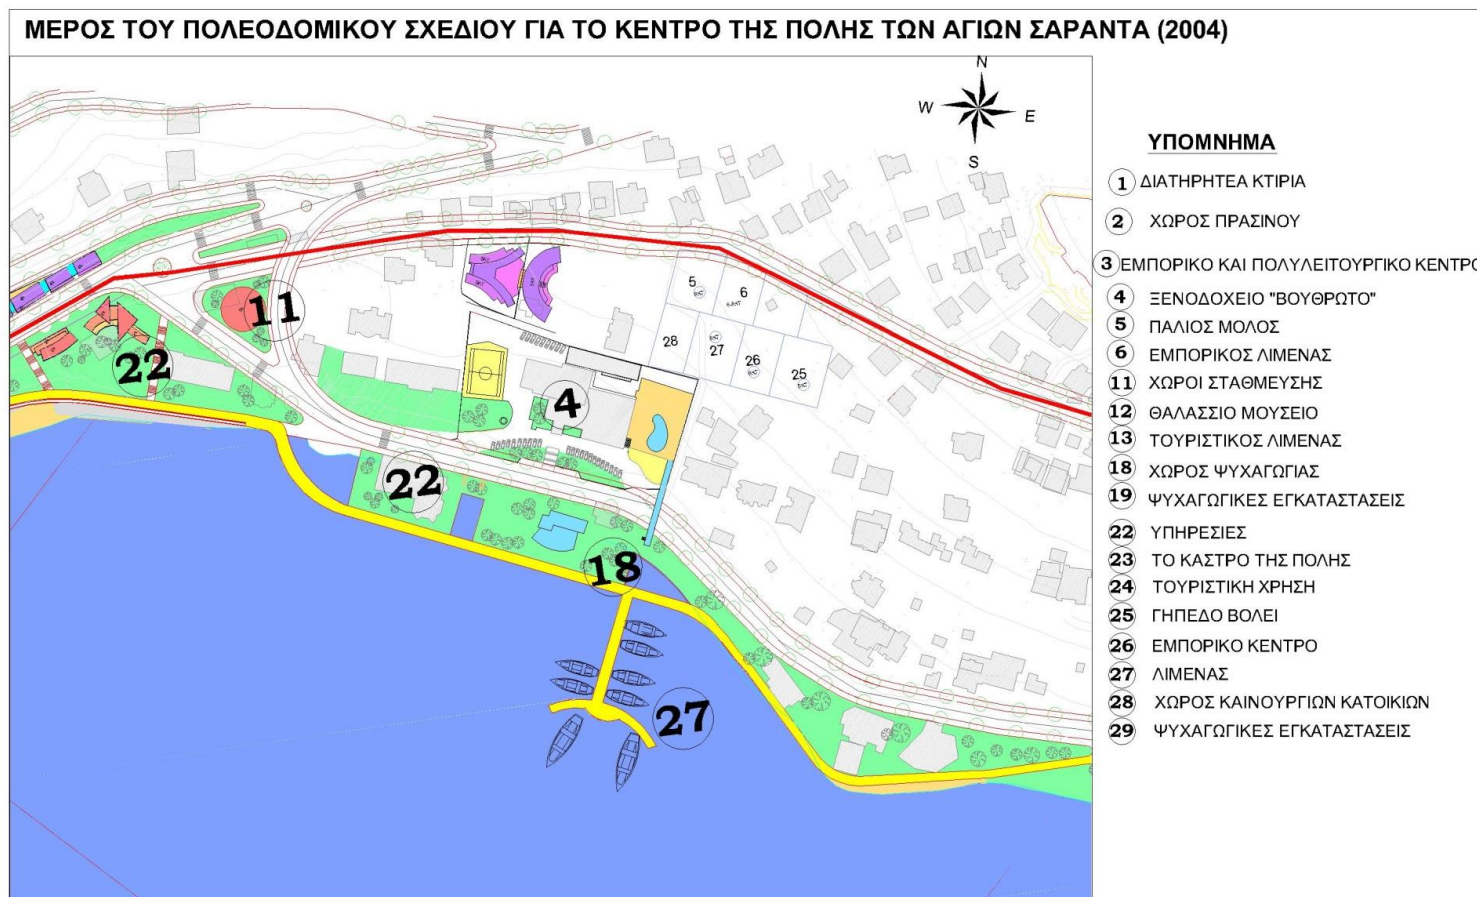 ΜΕΡΟΣ ΤΟΥ ΠΟΛΕΟΔΟΜΙΚΟΥ ΣΧΕΔΙΟΥ ΓΙΑ ΤΟ ΚΕΝΤΡΟ ΤΗΣ ΠΟΛΗΣ ΤΩΝ ΑΓΙΩΝ ΣΑΡΑΝΤΑ (2004)
N
W
E
S
ΥΠΟΜΝΗΜΑ
1 ΔΙΑΤΗΡΗΤΕΑ ΚΤΙΡΙΑ
2 ΧΩΡΟΣ ΠΡΑΣΙΝΟΥ
3 ΕΜΠΟΡΙΚΟ ΚΑΙ ΠΟΛΥΛΕΙΤΟΥΡΓΙΚΟ ΚΕΝΤΡΟ
4 ΞΕΝΟΔΟΧΕΙΟ "ΒΟΥΘΡΩΤΟ"
5 ΠΑΛΙΟΣ ΜΟΛΟΣ
6 ΕΜΠΟΡΙΚΟΣ ΛΙΜΕΝΑΣ
11 ΧΩΡΟΙ ΣΤΑΘΜΕΥΣΗΣ
12 ΘΑΛΑΣΣΙΟ ΜΟΥΣΕΙΟ
13 ΤΟΥΡΙΣΤΙΚΟΣ ΛΙΜΕΝΑΣ
18 ΧΩΡΟΣ ΨΥΧΑΓΩΓΙΑΣ
19 ΨΥΧΑΓΩΓΙΚΕΣ ΕΓΚΑΤΑΣΤΑΣΕΙΣ
22 ΥΠΗΡΕΣΙΕΣ
23 ΤΟ ΚΑΣΤΡΟ ΤΗΣ ΠΟΛΗΣ
24 ΤΟΥΡΙΣΤΙΚΗ ΧΡΗΣΗ
25 ΓΗΠΕΔΟ ΒΟΛΕΙ
26 ΕΜΠΟΡΙΚΟ ΚΕΝΤΡΟ
27 ΛΙΜΕΝΑΣ
28 ΧΩΡΟΣ ΚΑΙΝΟΥΡΓΙΩΝ ΚΑΤΟΙΚΙΩΝ
29 ΨΥΧΑΓΩΓΙΚΕΣ ΕΓΚΑΤΑΣΤΑΣΕΙΣ
11
22
5
6
28
27
26
25
4
22
18
27